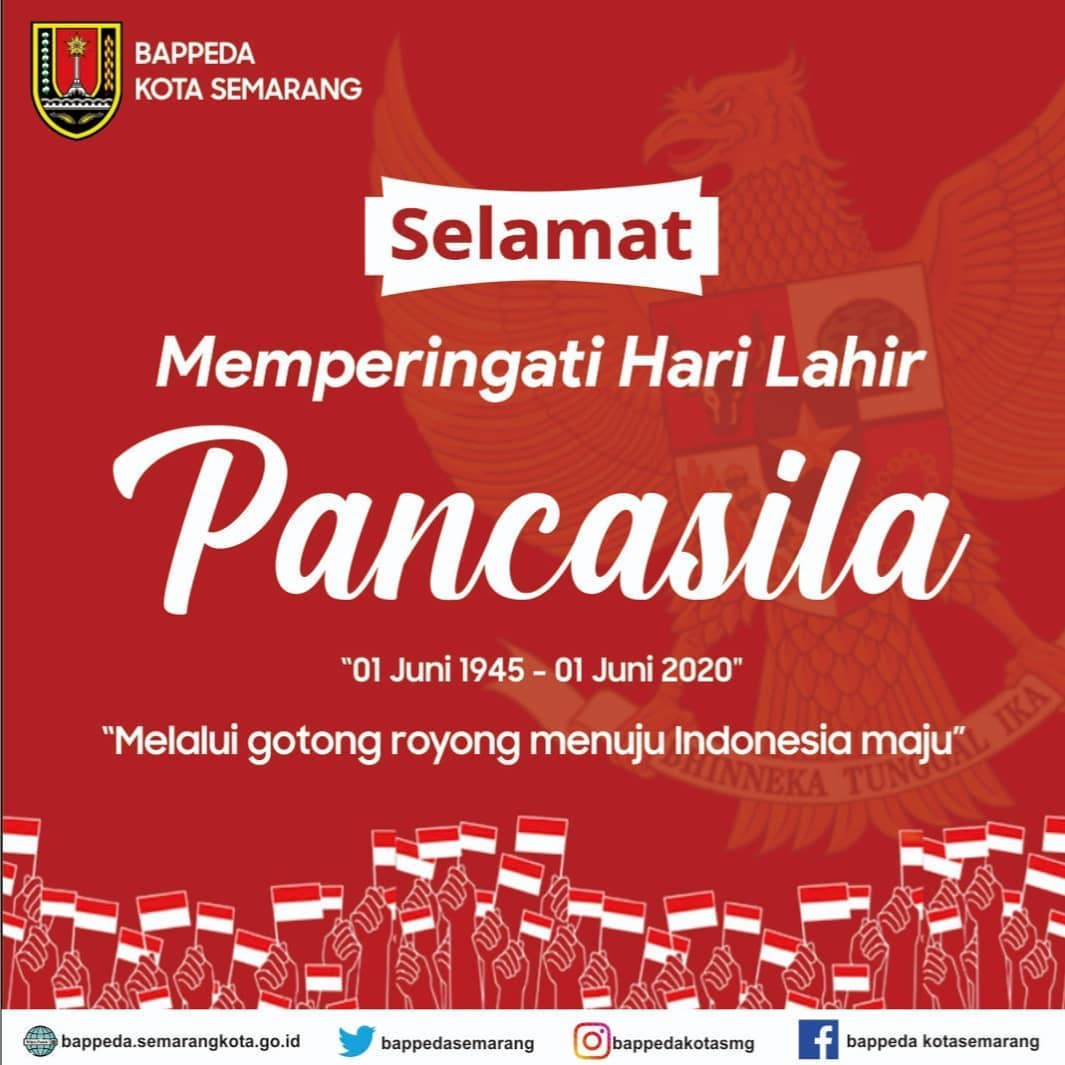 BAPPEDA
KOTA SEMARANG
Selamat
Memperingati Hari Lahir
Pancasila
"01 Juni 1945 - 01 Juni 2020"
"Melalui gotong royong menuju Indonesia maju"
BHINNEKA TUNGGAL IKA
bappeda.semarangkota.go.id
bappedasemarang
bappedakotasmg
bappeda kotasemarang